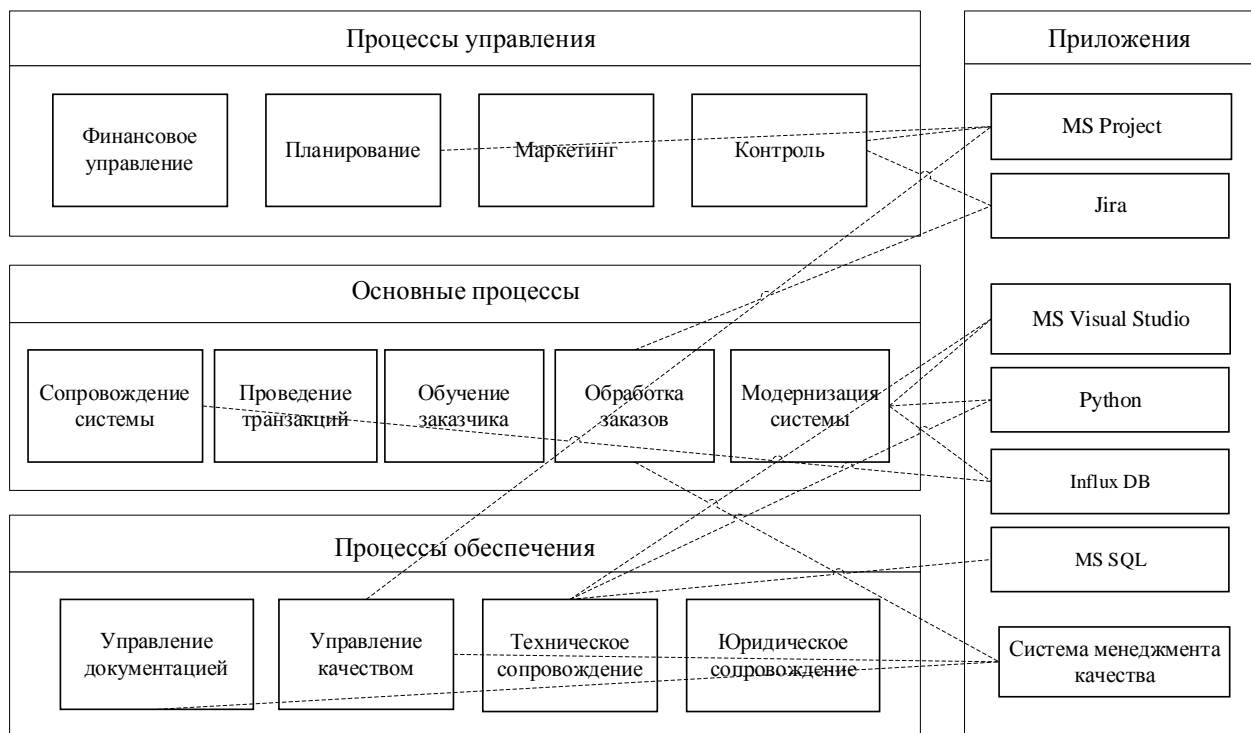 Процессы управления
Финансовое
управление
Планирование
Маркетинг
Контроль
Основные процессы
Сопровождение
системы
Проведение
транзакций
Обучение
заказчика
Обработка
заказов
Модернизация
системы
Процессы обеспечения
Управление
документацией
Управление
качеством
Техническое
сопровождение
Юридическое
сопровождение
Приложения
MS Project
Jira
MS Visual Studio
Python
Influx DB
MS SQL
Система менеджмента
качества